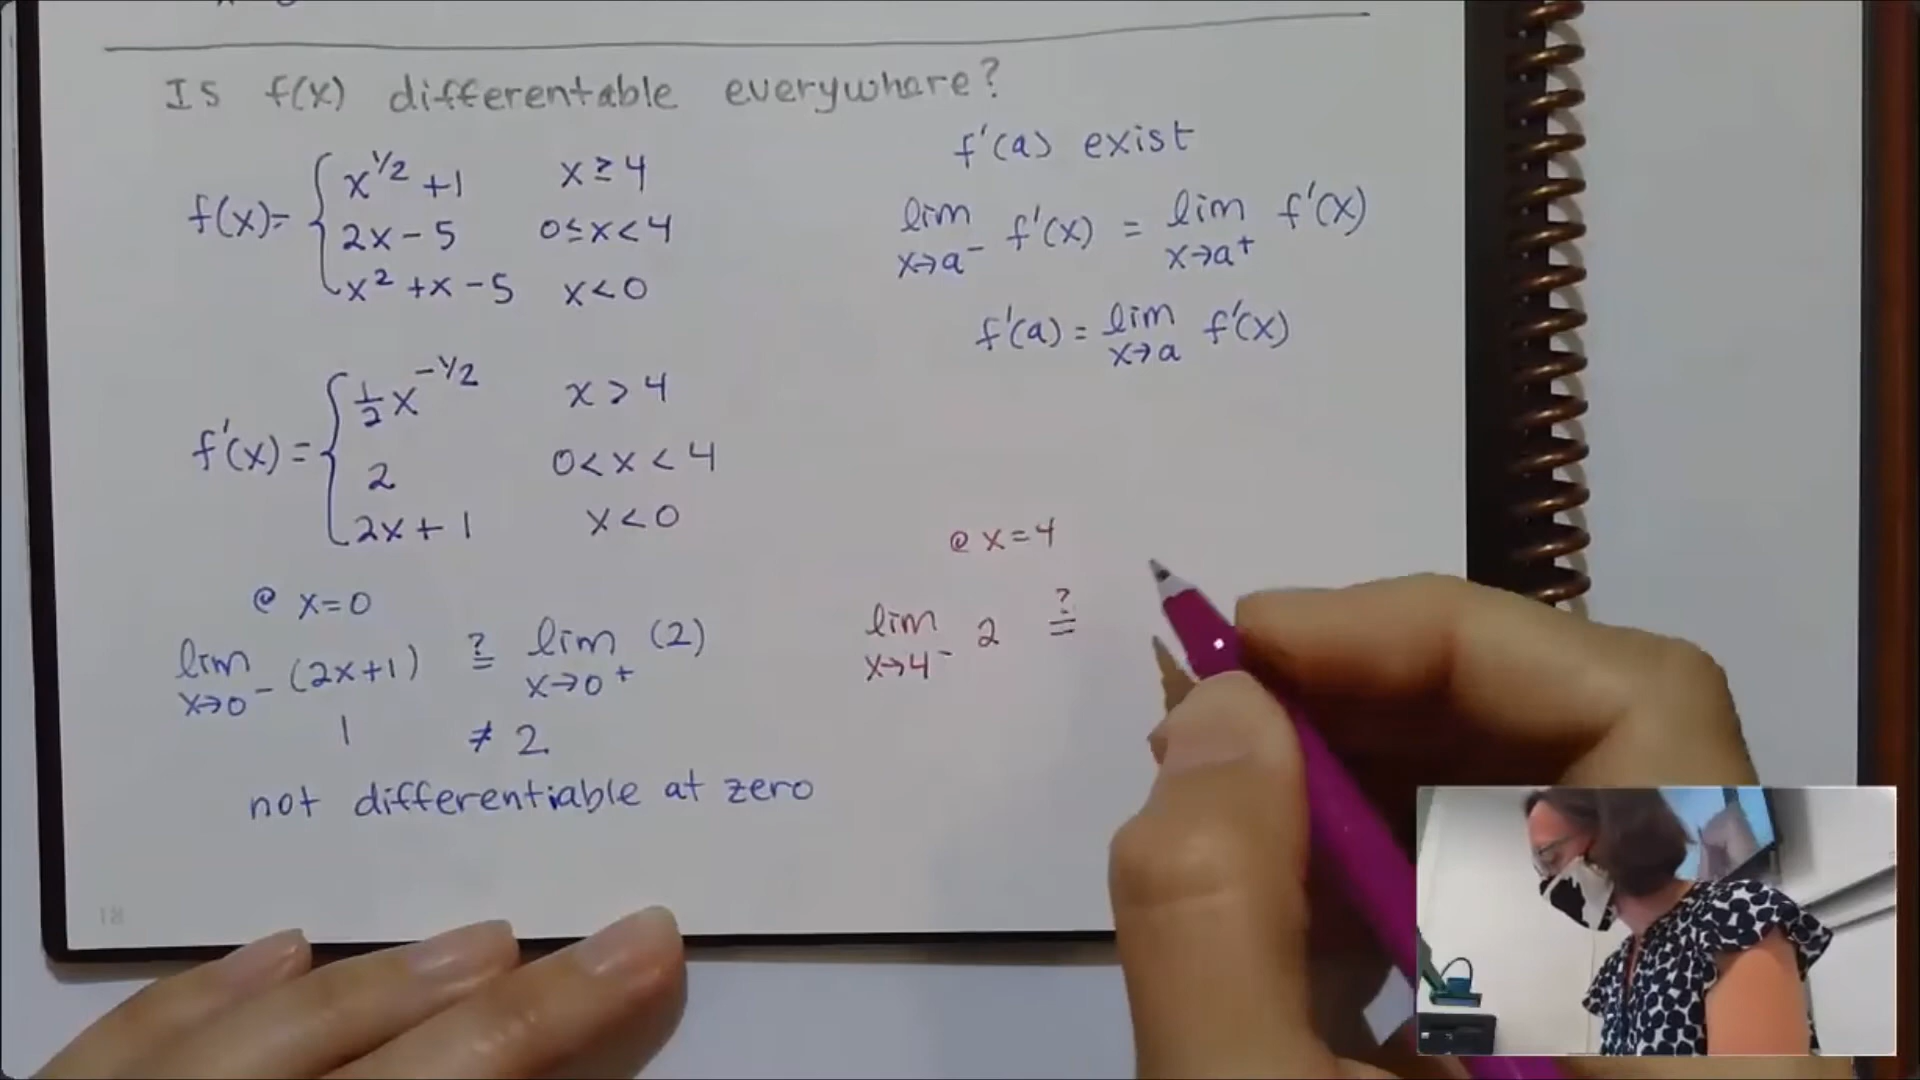 Is f(x) differentable everywhere?
f(x)= { x^1/2 +1 x ≥ 4
2x - 5 0 ≤ x < 4
x² + x - 5 x < 0
f'(a) exist
lim x→a⁻ f'(x) = lim x→a⁺ f'(x)
f'(a) = lim x→a f'(x)
f'(x) = { 1/2 x^-1/2 x > 4
2 0 < x < 4
2x + 1 x < 0
@ x=0
lim x→0⁻ (2x+1) ≟ lim x→0⁺ (2)
1 ≠ 2
not differentiable at zero
@ x=4
lim x→4⁻ 2 ≟
18